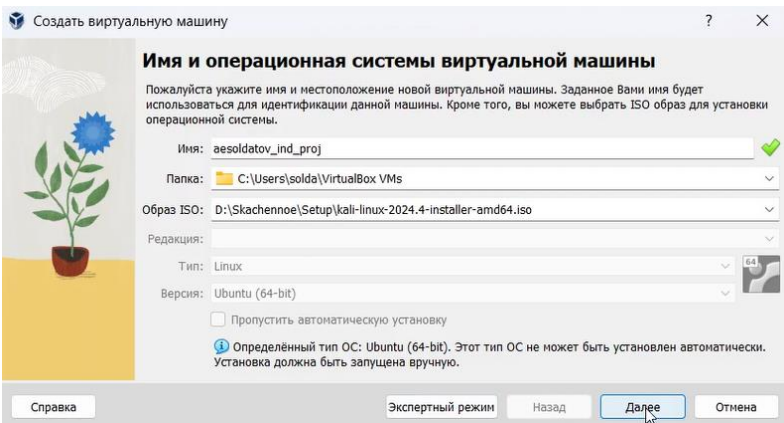 Создать виртуальную машину
?
Имя и операционная системы виртуальной машины
Пожалуйста укажите имя и местоположение новой виртуальной машины. Заданное Вами имя будет
использоваться для идентификации данной машины. Кроме того, вы можете выбрать ISO образ для установки
операционной системы.
Имя: aesoldatov_ind_proj
Папка: C:\Users\solda\VirtualBox VMs
Образ ISO: D:\Skachennoe\Setup\kali-linux-2024.4-installer-amd64.iso
Редакция:
Тип: Linux
64
Версия: Ubuntu (64-bit)
Пропустить автоматическую установку
Определённый тип ОС: Ubuntu (64-bit). Этот тип ОС не может быть установлен автоматически.
Установка должна быть запущена вручную.
Справка Экспертный режим Назад Далее Отмена